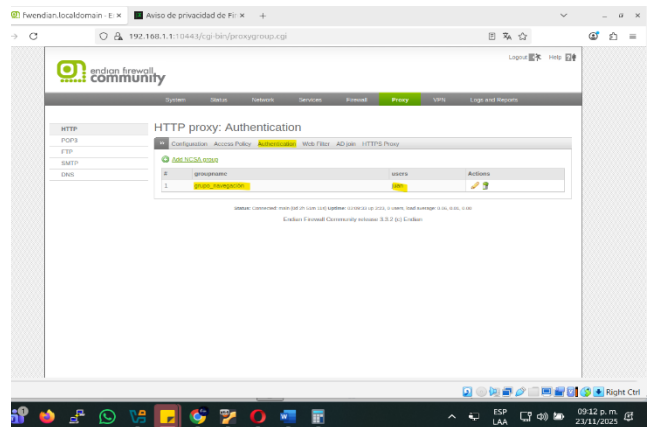 fwendian.localdomain - E
Aviso de privacidad de Fi
192.168.1.1:10443/cgi-bin/proxygroup.cgi
Logout Help
endian firewall
community
System Status Network Services Firewall Proxy VPN Logs and Reports
HTTP
POP3
FTP
SMTP
DNS
HTTP proxy: Authentication
Configuration Access Policy Authentication Web Filter AD join HTTPS Proxy
Add NCSA group
# groupname users Actions
1 grupo_navegación
Endian Firewall Community release 3.3.2 (c) Endian
Right Ctrl
ESP
LAA
09:12 p. m.
23/11/2025